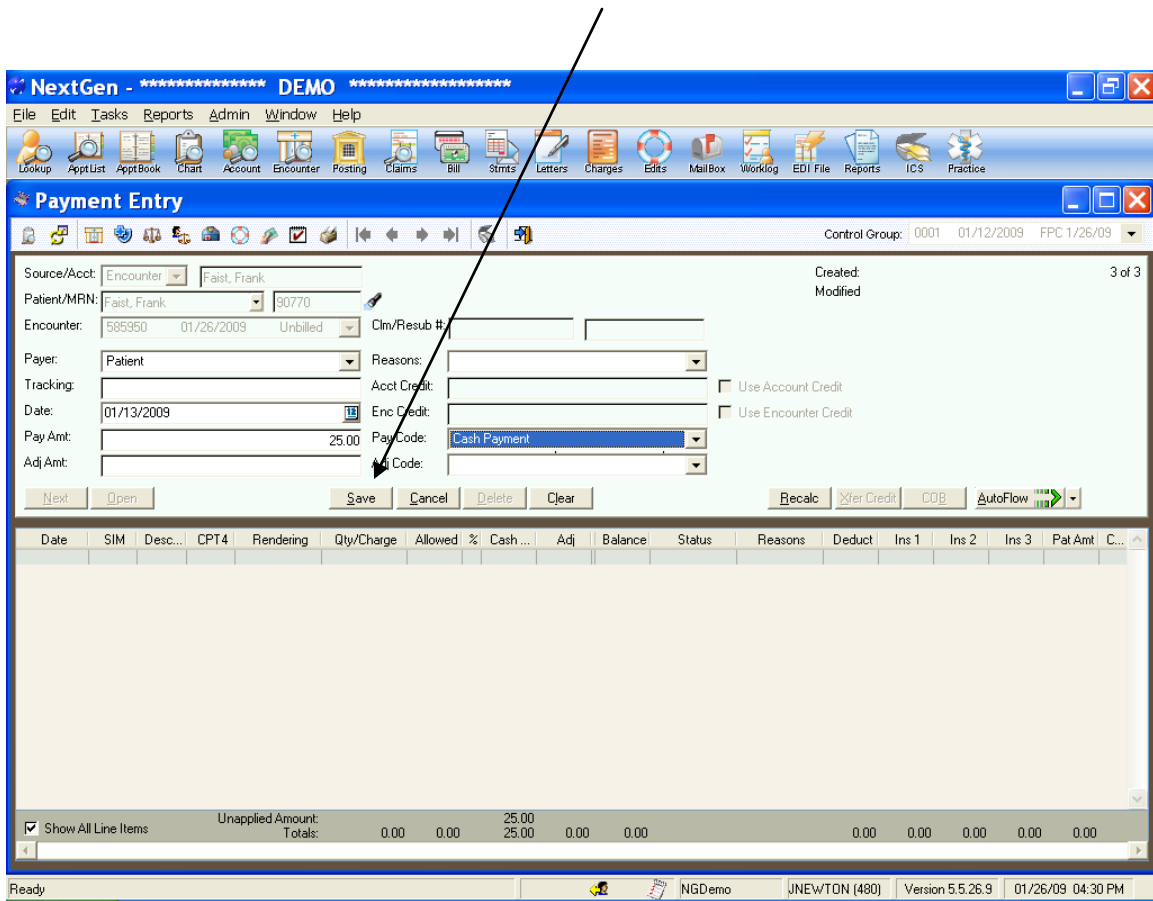 NextGen - ************** DEMO ******************
File Edit Tasks Reports Admin Window Help
Lookup ApptList ApptBook Chart Account Encounter Posting Claims Bill Stmts Letters Charges Edits MailBox Worklog EDI File Reports ICS Practice
Payment Entry
Control Group: 0001 01/12/2009 FPC 1/26/09
Source/Acct: Encounter Faist, Frank Created: 3 of 3
Patient/MRN: Faist, Frank 90770 Modified
Encounter: 585950 01/26/2009 Unbilled Clm/Resub #:
Payer: Patient Reasons:
Tracking: Acct Credit: Use Account Credit
Date: 01/13/2009 12 Enc Credit: Use Encounter Credit
Pay Amt: 25.00 Pay Code: Cash Payment
Adj Amt: Adj Code:
Next Open Save Cancel Delete Clear Recalc Xfer Credit COB AutoFlow
Date SIM Desc... CPT4 Rendering Qty/Charge Allowed % Cash ... Adj Balance Status Reasons Deduct Ins 1 Ins 2 Ins 3 Pat Amt C...
Unapplied Amount: 25.00
Show All Line Items Totals: 0.00 0.00 25.00 0.00 0.00 0.00 0.00 0.00 0.00 0.00
Ready NGDemo JNEWTON (480) Version 5.5.26.9 01/26/09 04:30 PM